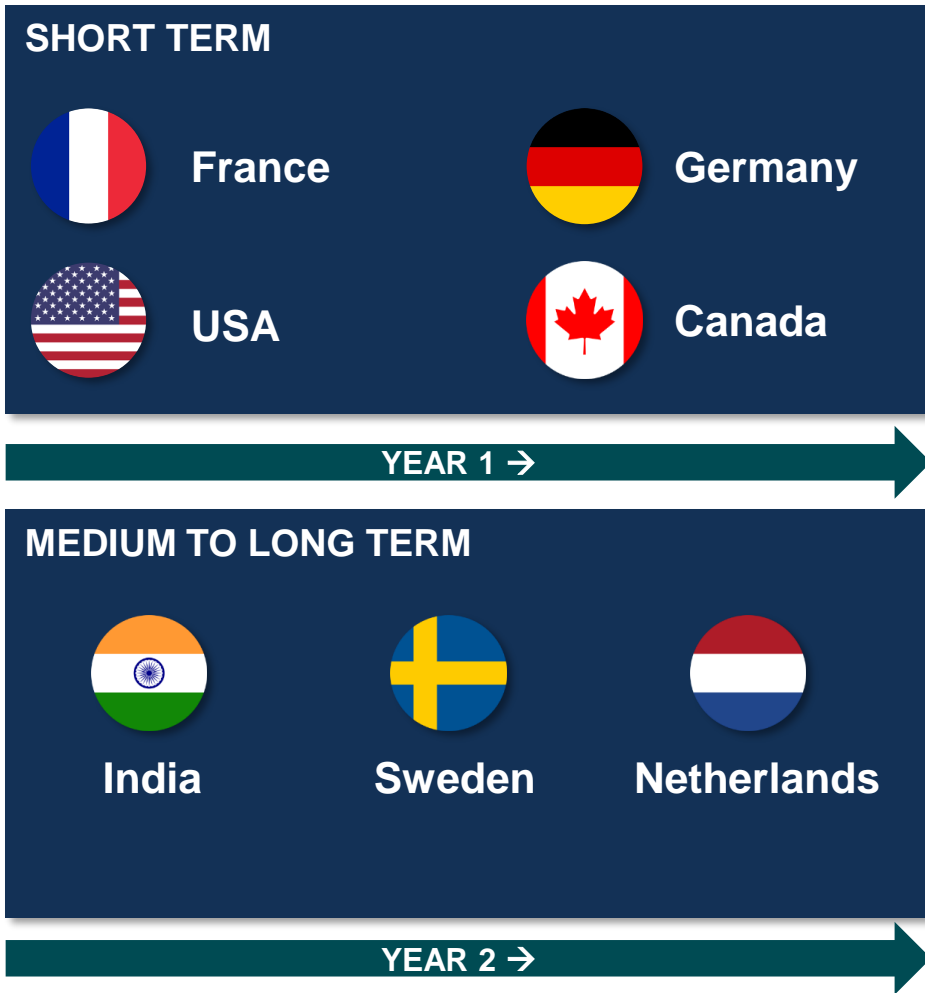 SHORT TERM
France
Germany
USA
Canada
YEAR 1 →
MEDIUM TO LONG TERM
India
Sweden
Netherlands
YEAR 2 →